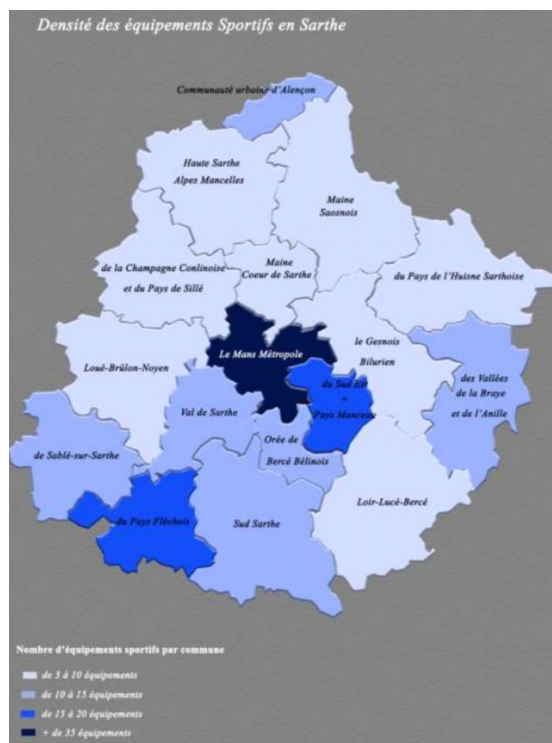 Densité des équipements Sportifs en Sarthe
Communauté urbaine d'Alençon
Haute Sarthe
Alpes Mancelles
Maine
Saosnois
de la Champagne Conlinoise
et du Pays de Sillé
Maine
Coeur de Sarthe
du Pays de l'Huisne Sarthoise
le Gesnois
Bilurien
Le Mans Métropole
Loué-Brûlon-Noyen
du Sud Est
Pays Manceau
des Vallées
de la Braye
et de l'Anille
Val de Sarthe
Orée de
Bercé Bélinois
de Sablé-sur-Sarthe
Loir-Lucé-Bercé
du Pays Fléchois
Sud Sarthe
Nombre d'équipements sportifs par commune
de 3 à 10 équipements
de 10 à 15 équipements
de 15 à 20 équipements
+ de 35 équipements